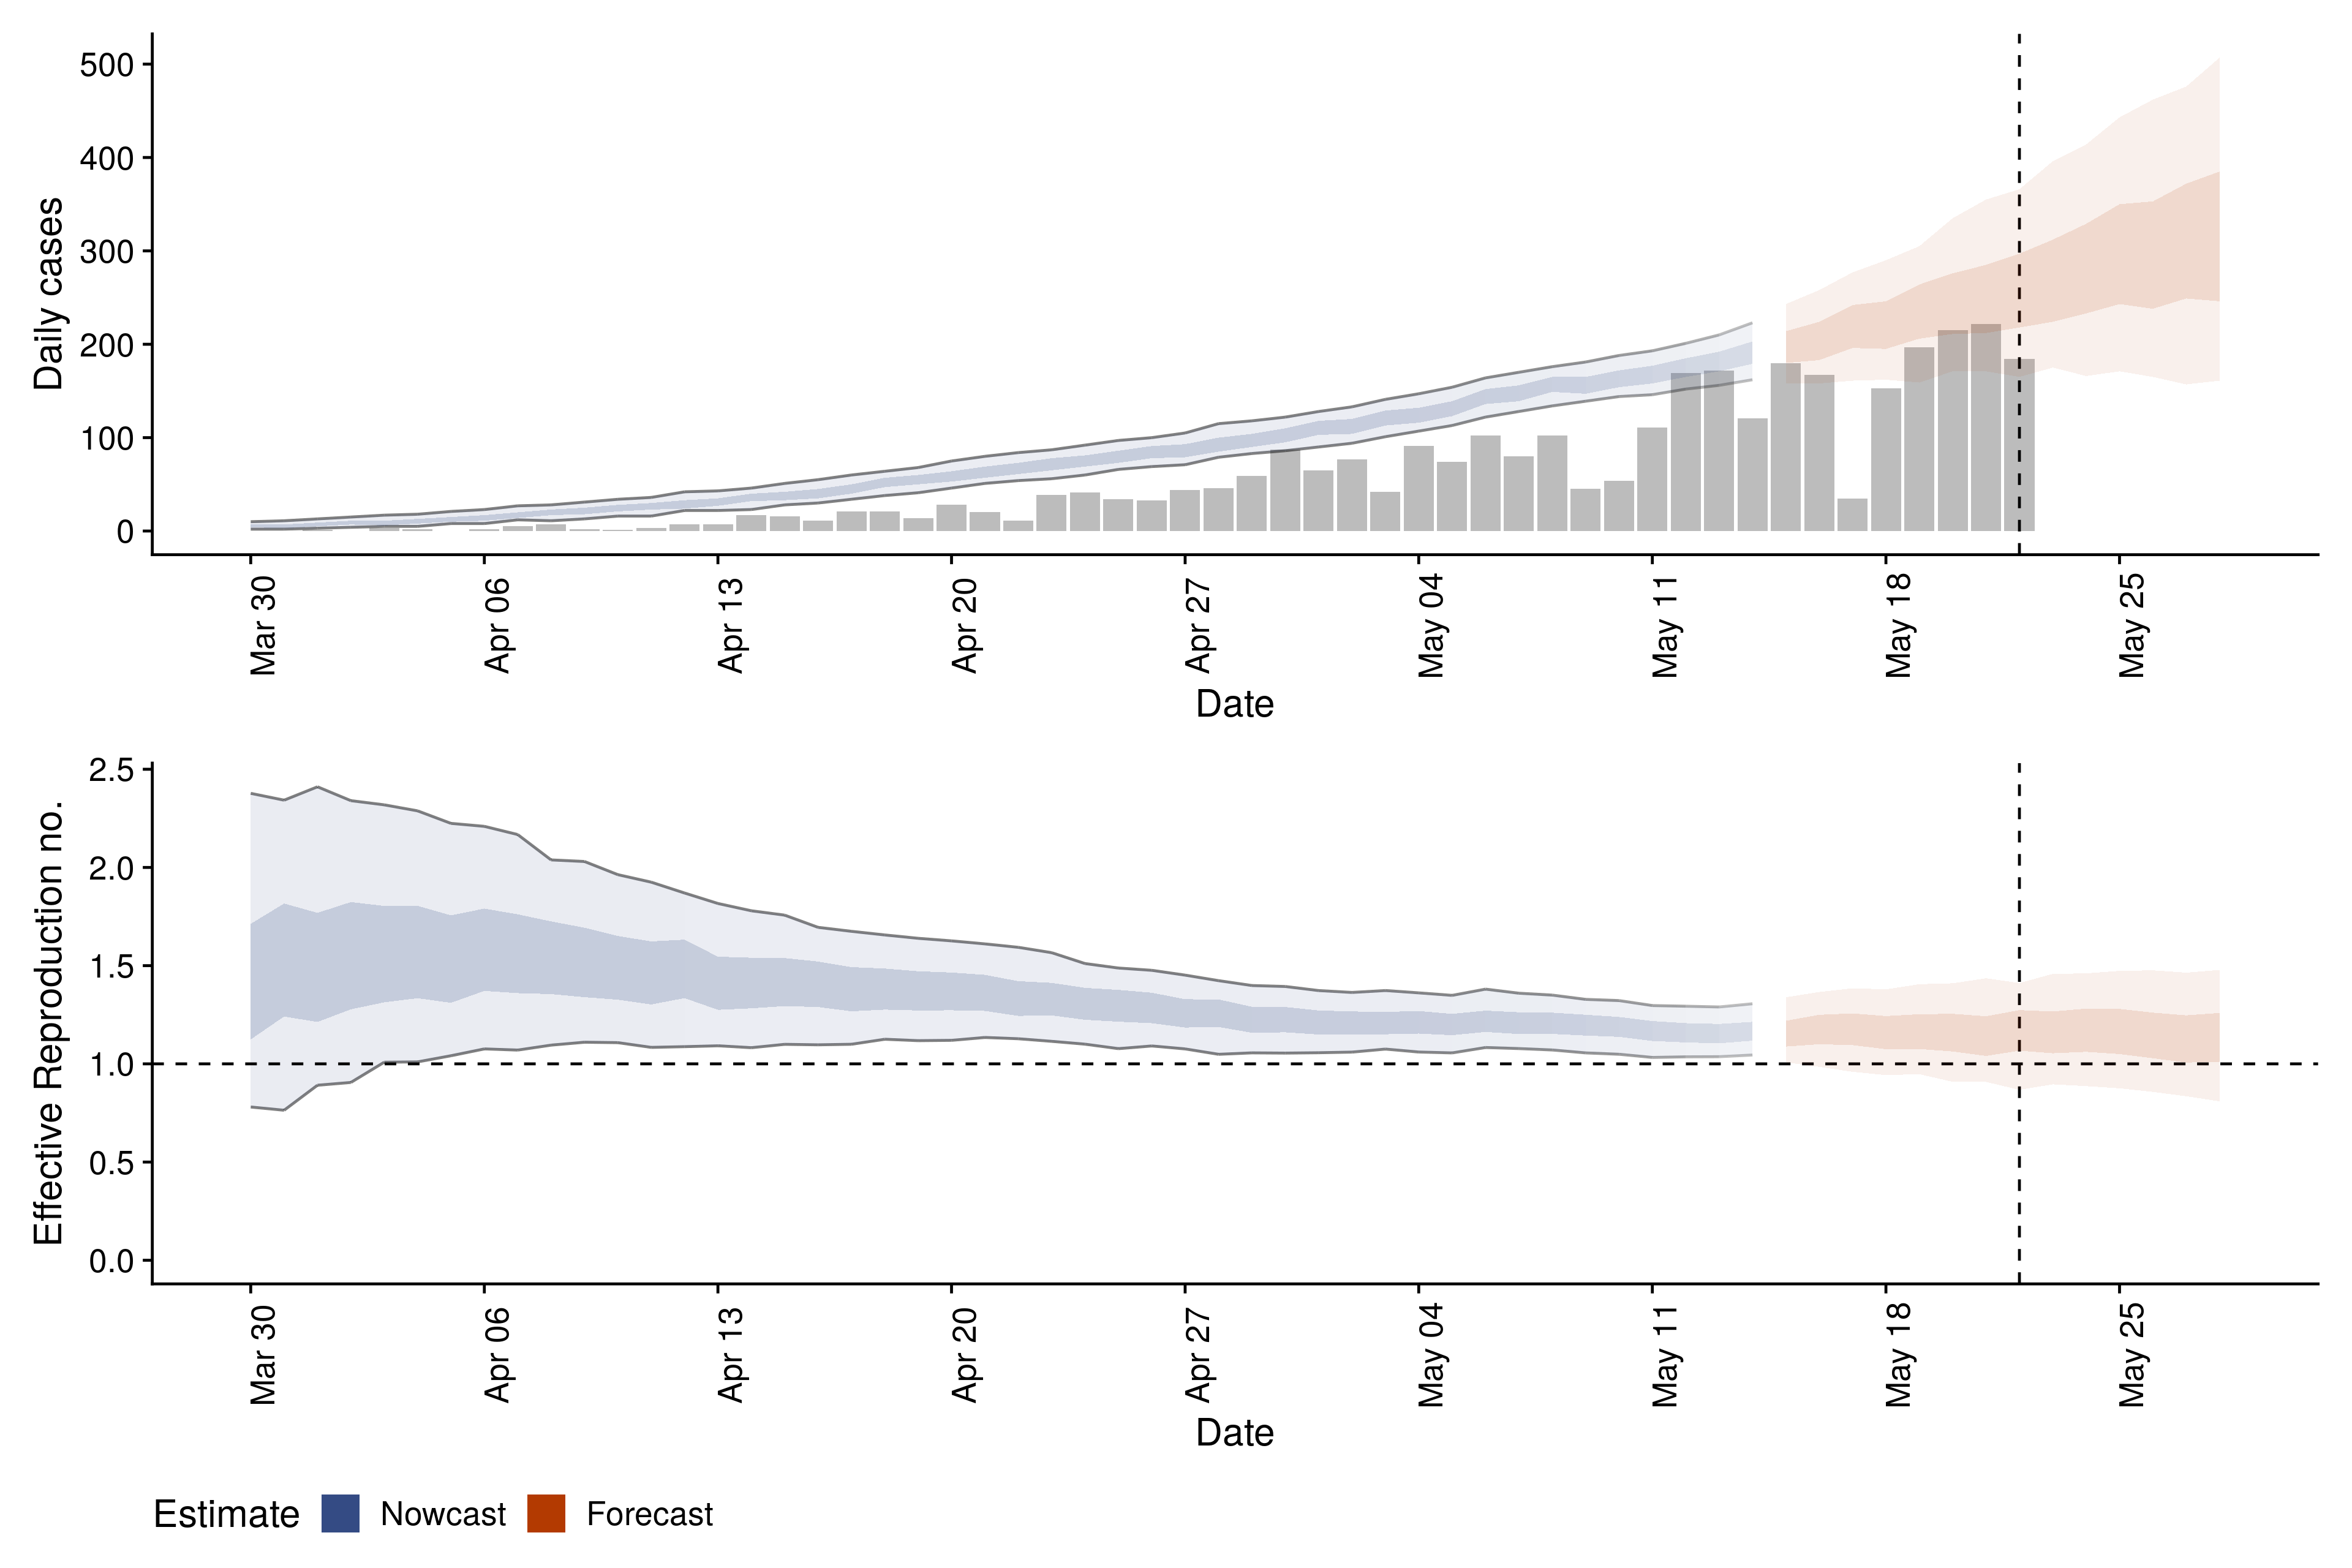 500
400
300
200
100
0
Daily cases
Mar 30
Apr 06
Apr 13
Apr 20
Apr 27
May 04
May 11
May 18
May 25
Date
2.5
2.0
1.5
1.0
0.5
0.0
Effective Reproduction no.
Mar 30
Apr 06
Apr 13
Apr 20
Apr 27
May 04
May 11
May 18
May 25
Date
Estimate Nowcast Forecast